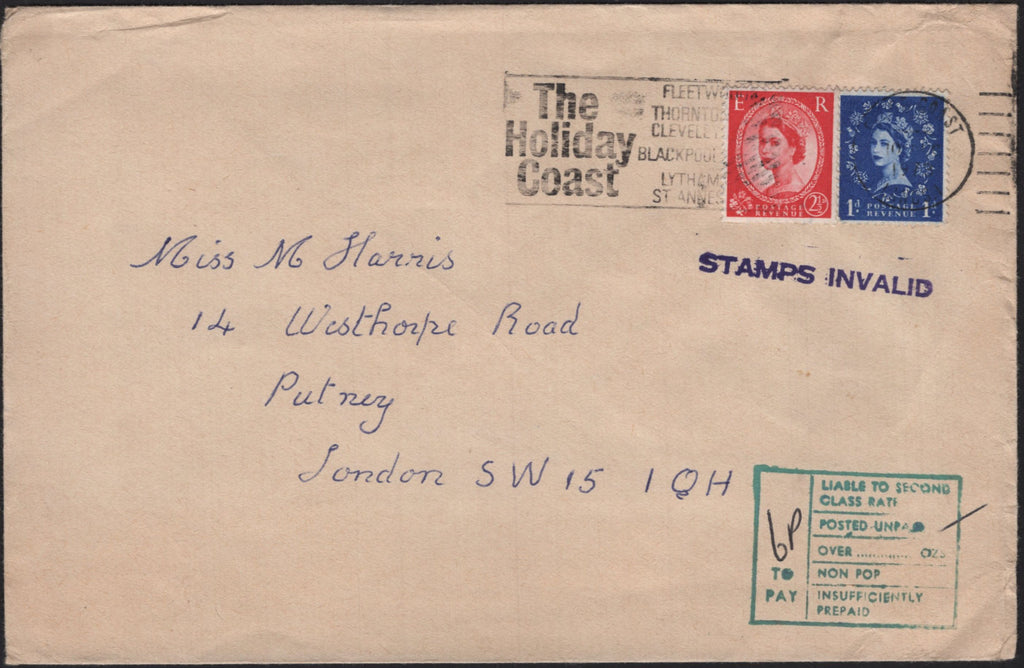 The
Holiday
Coast
FLEETW
THORNTO
CLEVELEY
BLACKPOOL
LYTHAM
ST ANNES
E R
POSTAGE
REVENUE 2½
1d POSTAGE 1d
REVENUE
STAMPS INVALID
Miss M Harris
14 Westhorpe Road
Putney
London SW15 1QH
6P
TO
PAY
LIABLE TO SECOND
CLASS RATE
POSTED UNPAID
OVER ............ OZS
NON POP
INSUFFICIENTLY
PREPAID